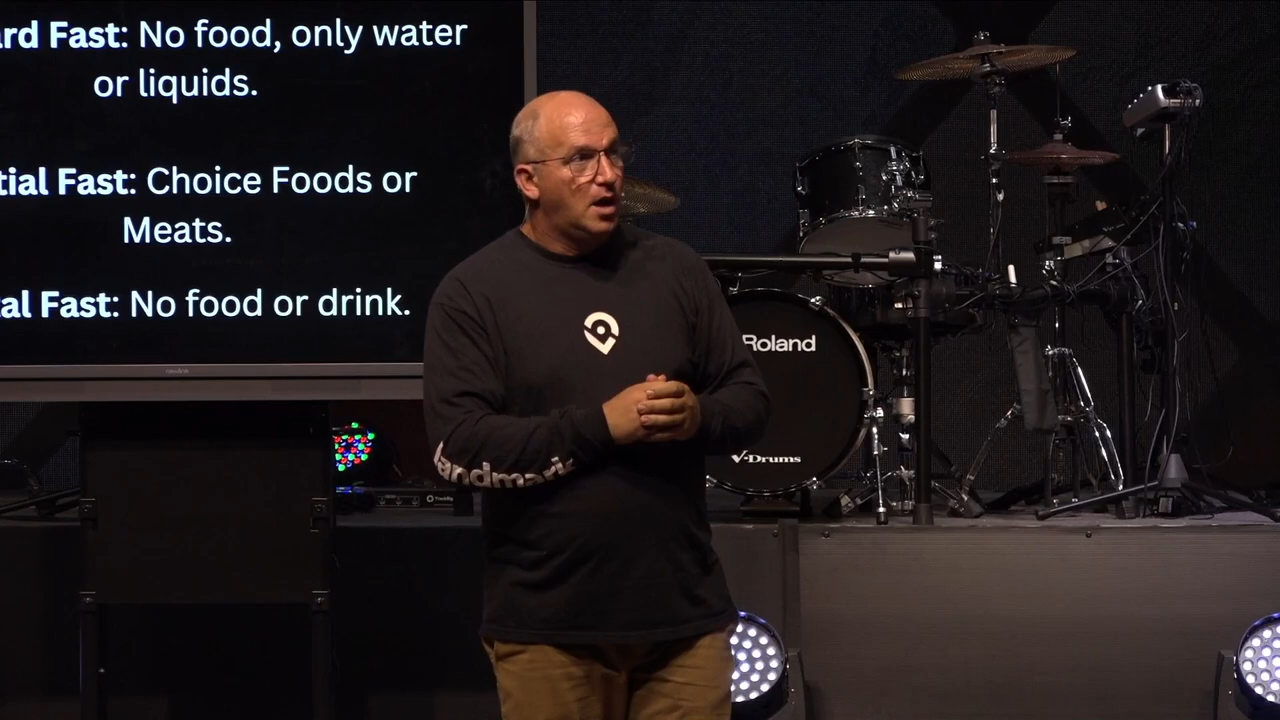 ard Fast: No food, only water
or liquids.
tial Fast: Choice Foods or
Meats.
al Fast: No food or drink.
newline
landmark
Roland
V-Drums